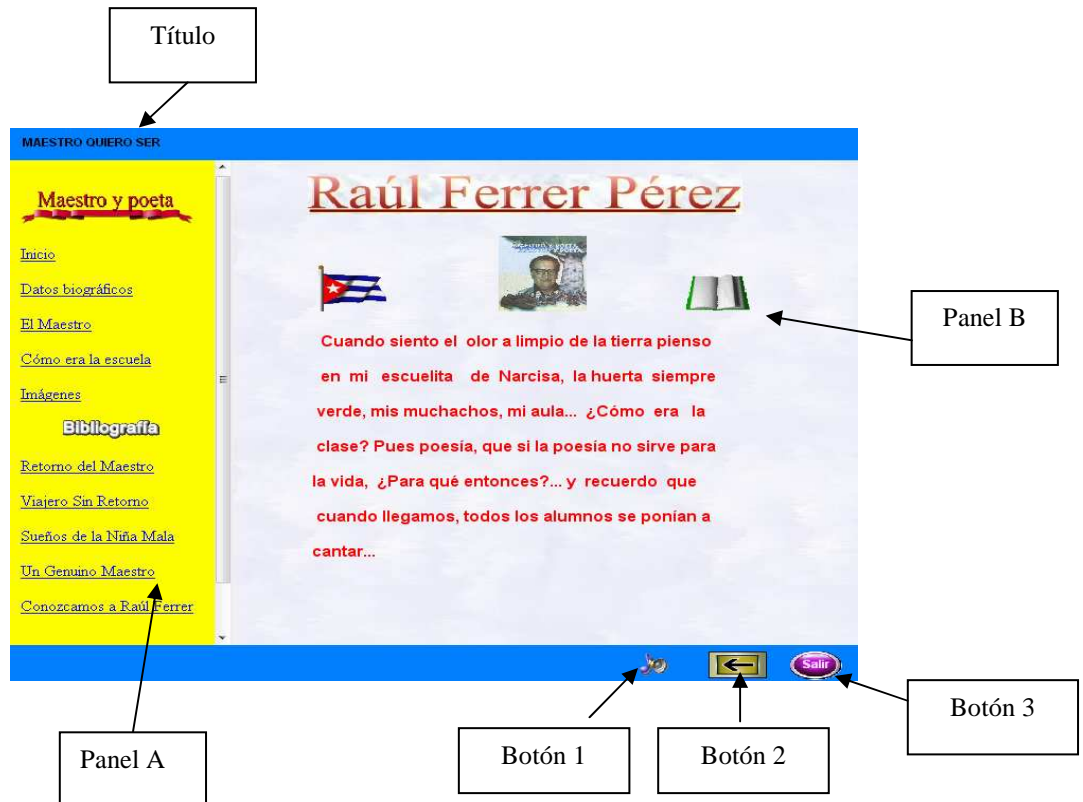 Título
MAESTRO QUIERO SER
Maestro y poeta
Inicio
Datos biográficos
El Maestro
Cómo era la escuela
Imágenes
Bibliografía
Retorno del Maestro
Viajero Sin Retorno
Sueños de la Niña Mala
Un Genuino Maestro
Conozcamos a Raúl Ferrer
Raúl Ferrer Pérez
Cuando siento el olor a limpio de la tierra pienso
en mi escuelita de Narcisa, la huerta siempre
verde, mis muchachos, mi aula... ¿Cómo era la
clase? Pues poesía, que si la poesía no sirve para
la vida, ¿Para qué entonces?... y recuerdo que
cuando llegamos, todos los alumnos se ponían a
cantar...
Panel B
Salir
Botón 3
Panel A
Botón 1
Botón 2